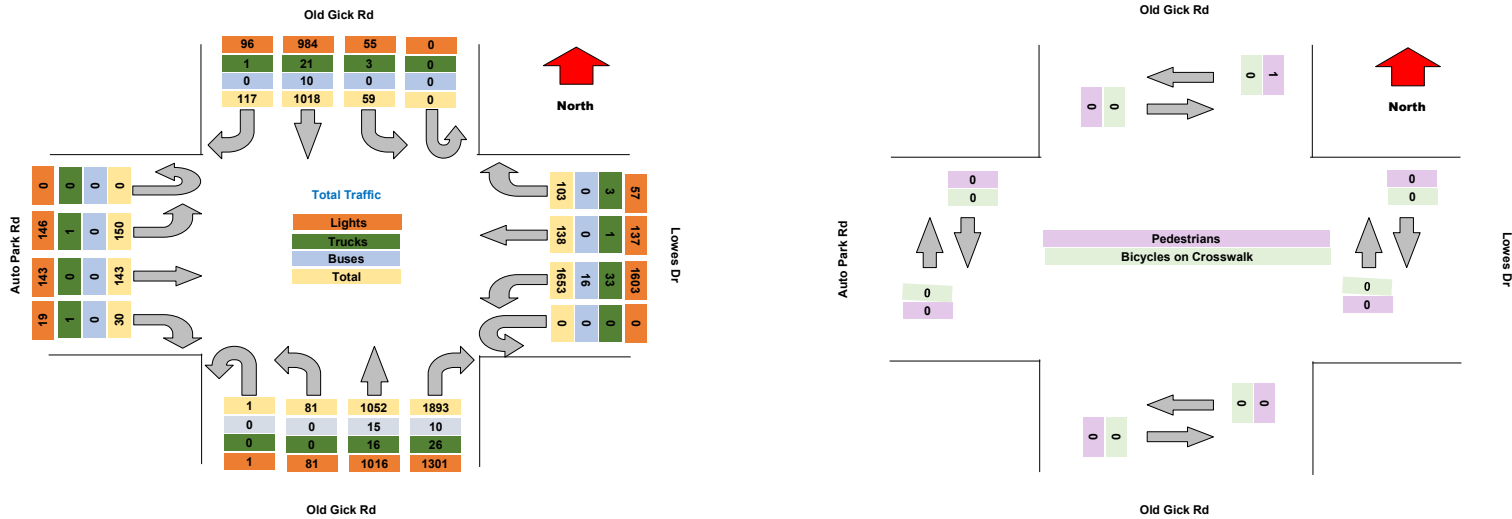 Old Gick Rd
96 984 55 0
1 21 3 0
0 10 0 0
117 1018 59 0
North
Auto Park Rd
0 0 0 0
146 1 0 150
143 0 0 143
19 1 0 30
Total Traffic
Lights
Trucks
Buses
Total
103 0 3 57
138 0 1 137
1653 16 33 1603
0 0 0 0
Lowes Dr
1 81 1052 1893
0 0 15 10
0 0 16 26
1 81 1016 1301
Old Gick Rd
Old Gick Rd
0 1
0 0
North
Auto Park Rd
0
0
0
0
Pedestrians
Bicycles on Crosswalk
0
0
0
0
Lowes Dr
0 0
0 0
Old Gick Rd